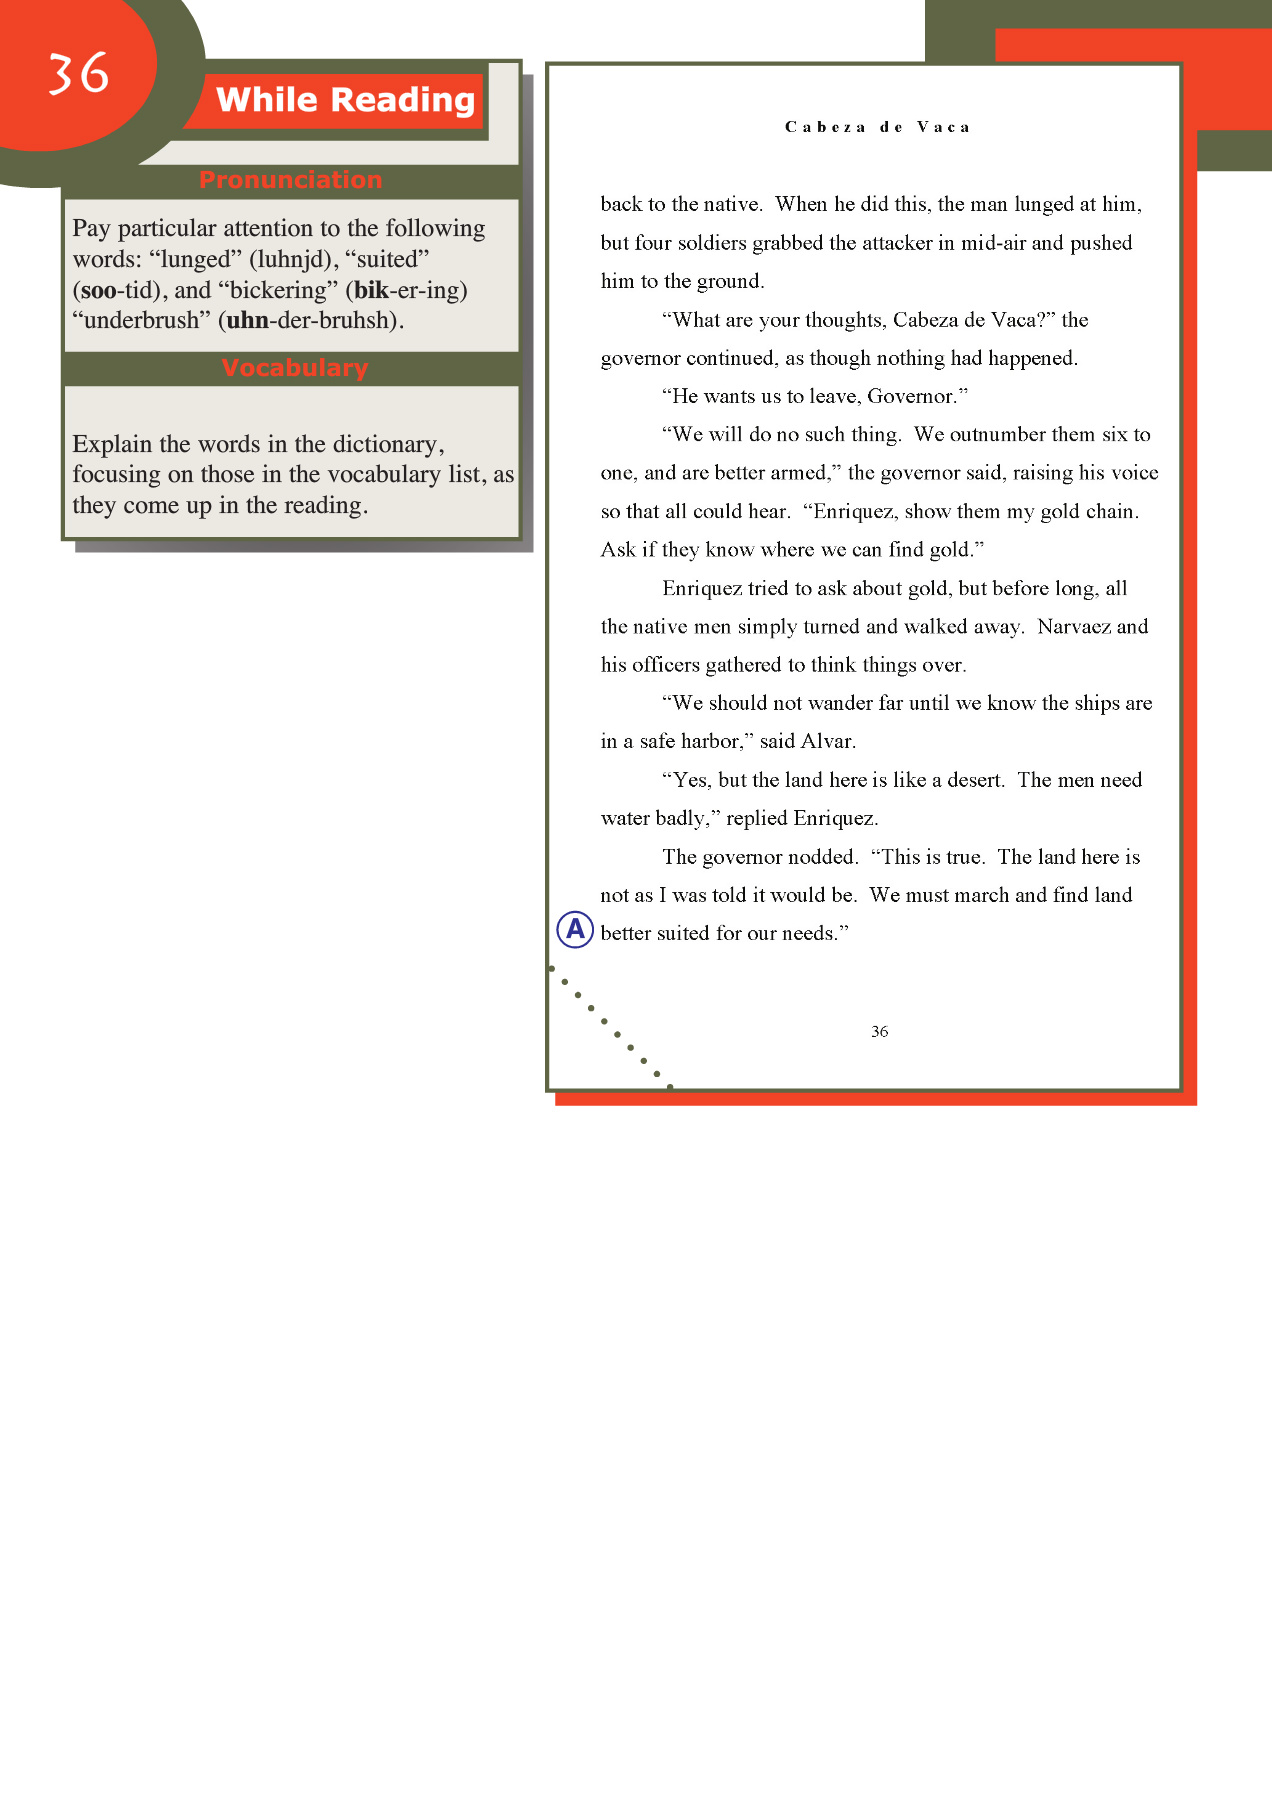 36
While Reading
Pronunciation
Pay particular attention to the following
words: “lunged” (luhnjd), “suited”
(soo-tid), and “bickering” (bik-er-ing)
“underbrush” (uhn-der-bruhsh).
Vocabulary
Explain the words in the dictionary,
focusing on those in the vocabulary list, as
they come up in the reading.
Cabeza de Vaca
back to the native.  When he did this, the man lunged at him,
but four soldiers grabbed the attacker in mid-air and pushed
him to the ground.
“What are your thoughts, Cabeza de Vaca?” the
governor continued, as though nothing had happened.
“He wants us to leave, Governor.”
“We will do no such thing.  We outnumber them six to
one, and are better armed,” the governor said, raising his voice
so that all could hear.  “Enriquez, show them my gold chain.
Ask if they know where we can find gold.”
Enriquez tried to ask about gold, but before long, all
the native men simply turned and walked away.  Narvaez and
his officers gathered to think things over.
“We should not wander far until we know the ships are
in a safe harbor,” said Alvar.
“Yes, but the land here is like a desert.  The men need
water badly,” replied Enriquez.
The governor nodded.  “This is true.  The land here is
not as I was told it would be.  We must march and find land
A better suited for our needs.”
36